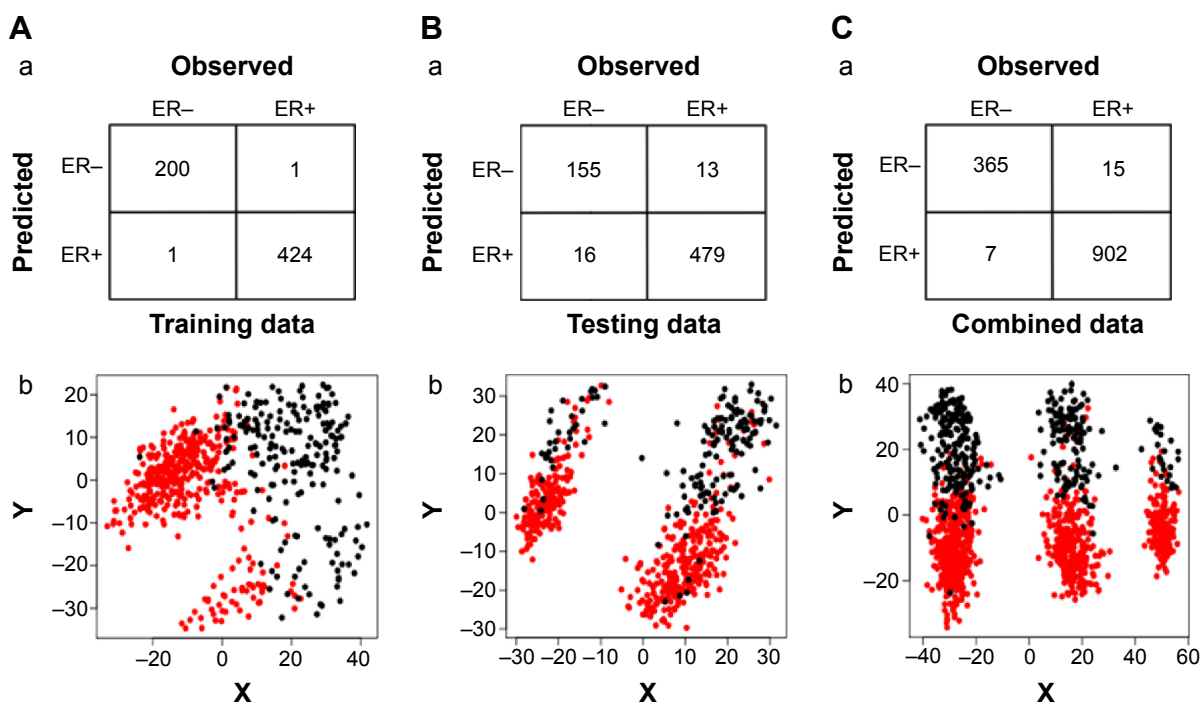 A
a
Observed
ER– ER+
Predicted
ER– 200 1
ER+ 1 424
Training data
b
20
10
0
–10
–20
–30
Y
–20 0 20 40
X
B
a
Observed
ER– ER+
Predicted
ER– 155 13
ER+ 16 479
Testing data
b
30
20
10
0
–10
–20
–30
Y
–30 –20 –10 0 10 20 30
X
C
a
Observed
ER– ER+
Predicted
ER– 365 15
ER+ 7 902
Combined data
b
40
20
0
–20
Y
–40 –20 0 20 40 60
X